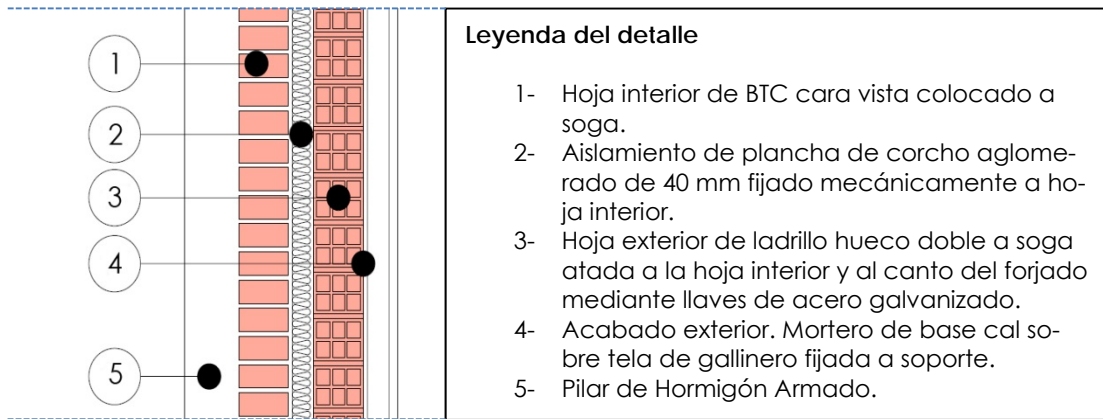 1
2
3
4
5
Leyenda del detalle
1- Hoja interior de BTC cara vista colocado a
soga.
2- Aislamiento de plancha de corcho aglome-
rado de 40 mm fijado mecánicamente a ho-
ja interior.
3- Hoja exterior de ladrillo hueco doble a soga
atada a la hoja interior y al canto del forjado
mediante llaves de acero galvanizado.
4- Acabado exterior. Mortero de base cal so-
bre tela de gallinero fijada a soporte.
5- Pilar de Hormigón Armado.